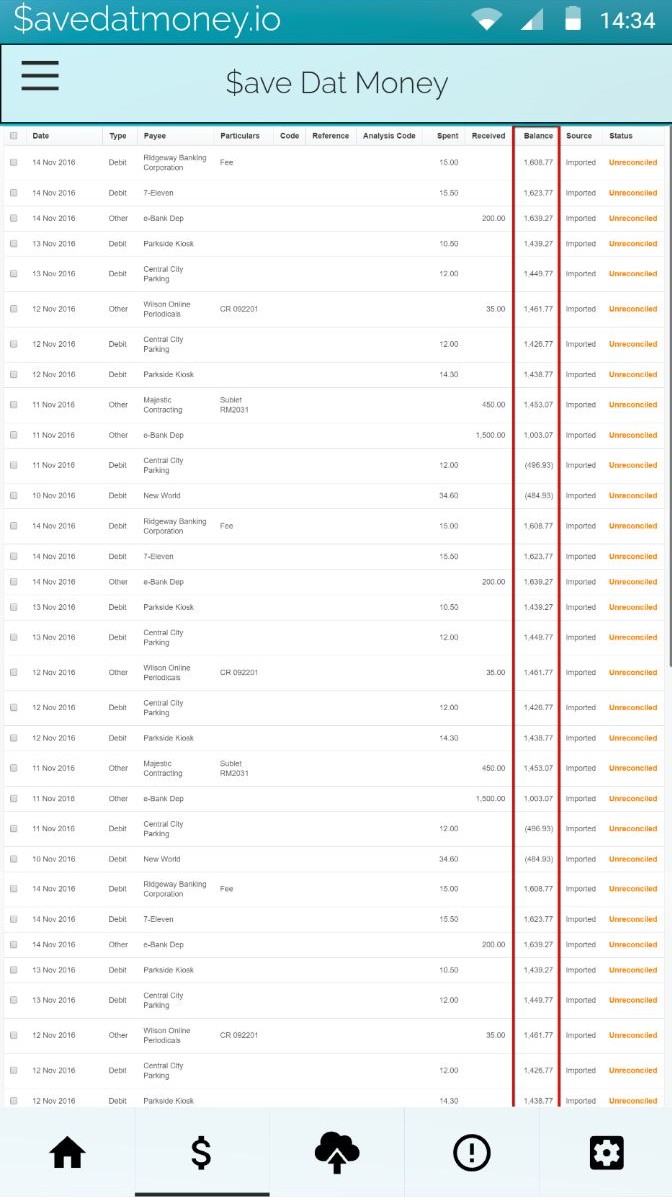 $avedatmoney.io 14:34
$ave Dat Money
Date Type Payee Particulars Code Reference Analysis Code Spent Received Balance Source Status
14 Nov 2016 Debit Ridgeway Banking Corporation Fee 15.00 1,608.77 Imported Unreconciled
14 Nov 2016 Debit 7-Eleven 15.50 1,623.77 Imported Unreconciled
14 Nov 2016 Other e-Bank Dep 200.00 1,639.27 Imported Unreconciled
13 Nov 2016 Debit Parkside Kiosk 10.50 1,439.27 Imported Unreconciled
13 Nov 2016 Debit Central City Parking 12.00 1,449.77 Imported Unreconciled
12 Nov 2016 Other Wilson Online Periodicals CR 092201 35.00 1,461.77 Imported Unreconciled
12 Nov 2016 Debit Central City Parking 12.00 1,426.77 Imported Unreconciled
12 Nov 2016 Debit Parkside Kiosk 14.30 1,438.77 Imported Unreconciled
11 Nov 2016 Other Majestic Contracting Sublet RM2031 450.00 1,453.07 Imported Unreconciled
11 Nov 2016 Other e-Bank Dep 1,500.00 1,003.07 Imported Unreconciled
11 Nov 2016 Debit Central City Parking 12.00 (496.93) Imported Unreconciled
10 Nov 2016 Debit New World 34.60 (484.93) Imported Unreconciled
14 Nov 2016 Debit Ridgeway Banking Corporation Fee 15.00 1,608.77 Imported Unreconciled
14 Nov 2016 Debit 7-Eleven 15.50 1,623.77 Imported Unreconciled
14 Nov 2016 Other e-Bank Dep 200.00 1,639.27 Imported Unreconciled
13 Nov 2016 Debit Parkside Kiosk 10.50 1,439.27 Imported Unreconciled
13 Nov 2016 Debit Central City Parking 12.00 1,449.77 Imported Unreconciled
12 Nov 2016 Other Wilson Online Periodicals CR 092201 35.00 1,461.77 Imported Unreconciled
12 Nov 2016 Debit Central City Parking 12.00 1,426.77 Imported Unreconciled
12 Nov 2016 Debit Parkside Kiosk 14.30 1,438.77 Imported Unreconciled
11 Nov 2016 Other Majestic Contracting Sublet RM2031 450.00 1,453.07 Imported Unreconciled
11 Nov 2016 Other e-Bank Dep 1,500.00 1,003.07 Imported Unreconciled
11 Nov 2016 Debit Central City Parking 12.00 (496.93) Imported Unreconciled
10 Nov 2016 Debit New World 34.60 (484.93) Imported Unreconciled
14 Nov 2016 Debit Ridgeway Banking Corporation Fee 15.00 1,608.77 Imported Unreconciled
14 Nov 2016 Debit 7-Eleven 15.50 1,623.77 Imported Unreconciled
14 Nov 2016 Other e-Bank Dep 200.00 1,639.27 Imported Unreconciled
13 Nov 2016 Debit Parkside Kiosk 10.50 1,439.27 Imported Unreconciled
13 Nov 2016 Debit Central City Parking 12.00 1,449.77 Imported Unreconciled
12 Nov 2016 Other Wilson Online Periodicals CR 092201 35.00 1,461.77 Imported Unreconciled
12 Nov 2016 Debit Central City Parking 12.00 1,426.77 Imported Unreconciled
12 Nov 2016 Debit Parkside Kiosk 14.30 1,438.77 Imported Unreconciled
$